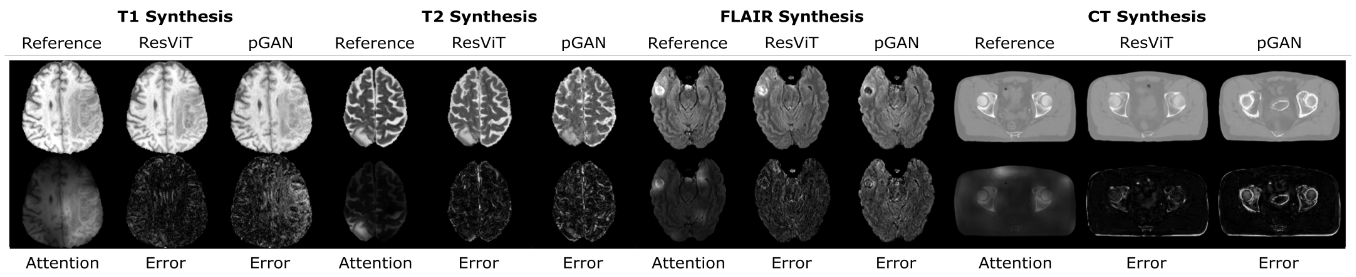 T1 Synthesis T2 Synthesis FLAIR Synthesis CT Synthesis
Reference ResViT pGAN Reference ResViT pGAN Reference ResViT pGAN Reference ResViT pGAN
Attention Error Error Attention Error Error Attention Error Error Attention Error Error